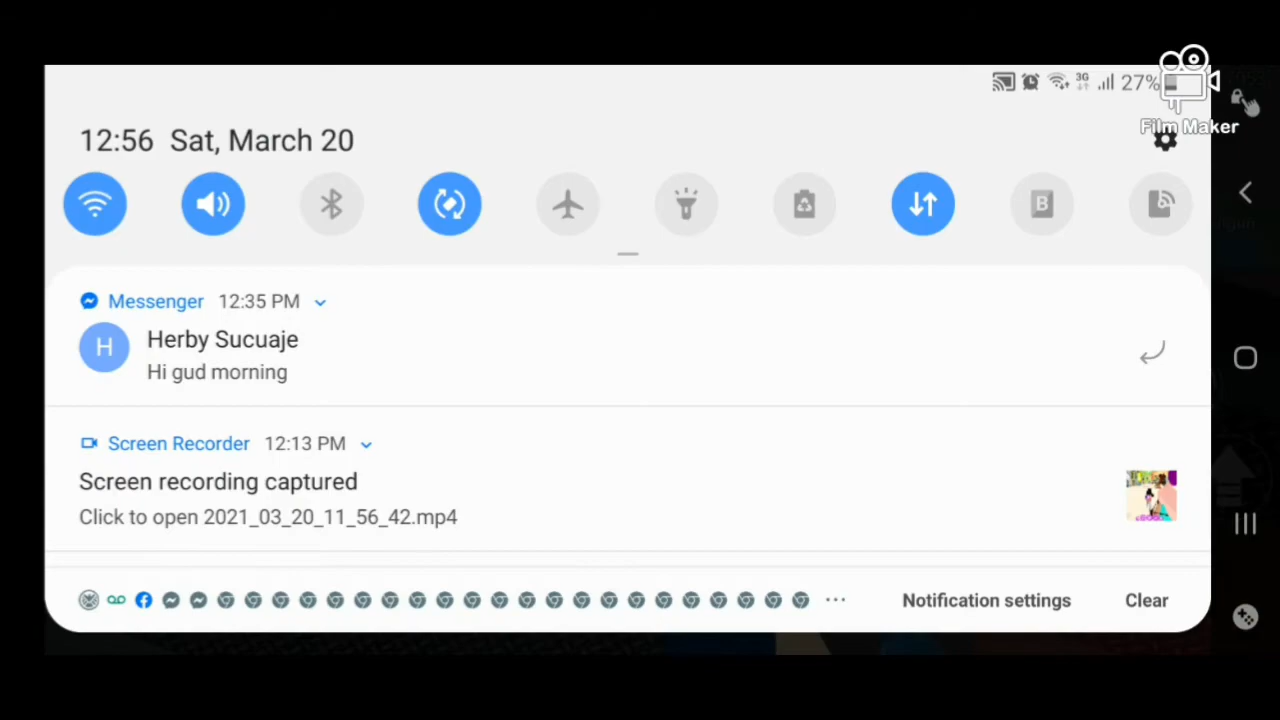 3G 27%
Film Maker
12:56 Sat, March 20
B
Messenger 12:35 PM
H
Herby Sucuaje
Hi gud morning
Screen Recorder 12:13 PM
Screen recording captured
Click to open 2021_03_20_11_56_42.mp4
Notification settings Clear